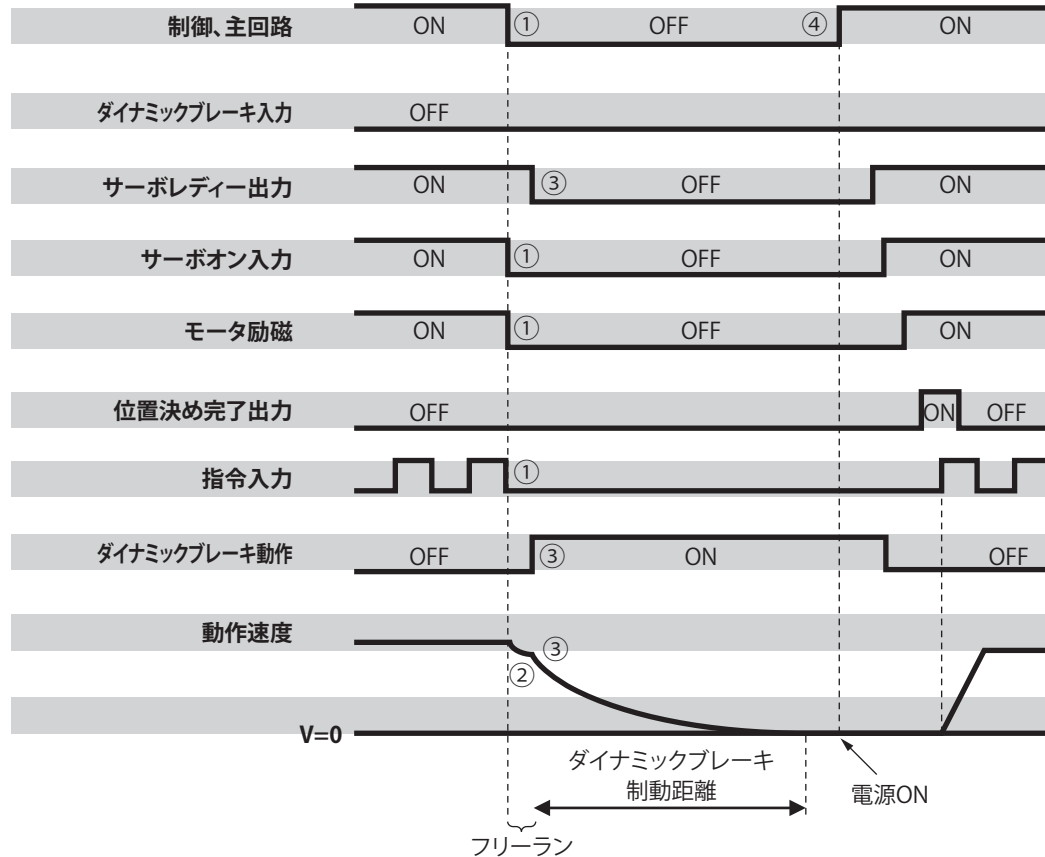 制御、主回路 ON ① OFF ④ ON
ダイナミックブレーキ入力 OFF
サーボレディー出力 ON ③ OFF ON
サーボオン入力 ON ① OFF ON
モータ励磁 ON ① OFF ON
位置決め完了出力 OFF ON OFF
指令入力 ①
ダイナミックブレーキ動作 OFF ③ ON OFF
動作速度 ③
②
V=0
ダイナミックブレーキ
制動距離
電源ON
フリーラン